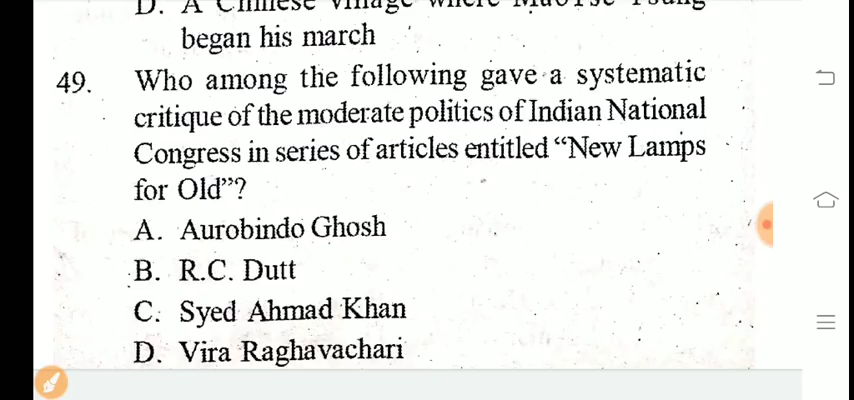 began his march
49. Who among the following gave a systematic
critique of the moderate politics of Indian National
Congress in series of articles entitled “New Lamps
for Old”?
A. Aurobindo Ghosh
B. R.C. Dutt
C. Syed Ahmad Khan
D. Vira Raghavachari